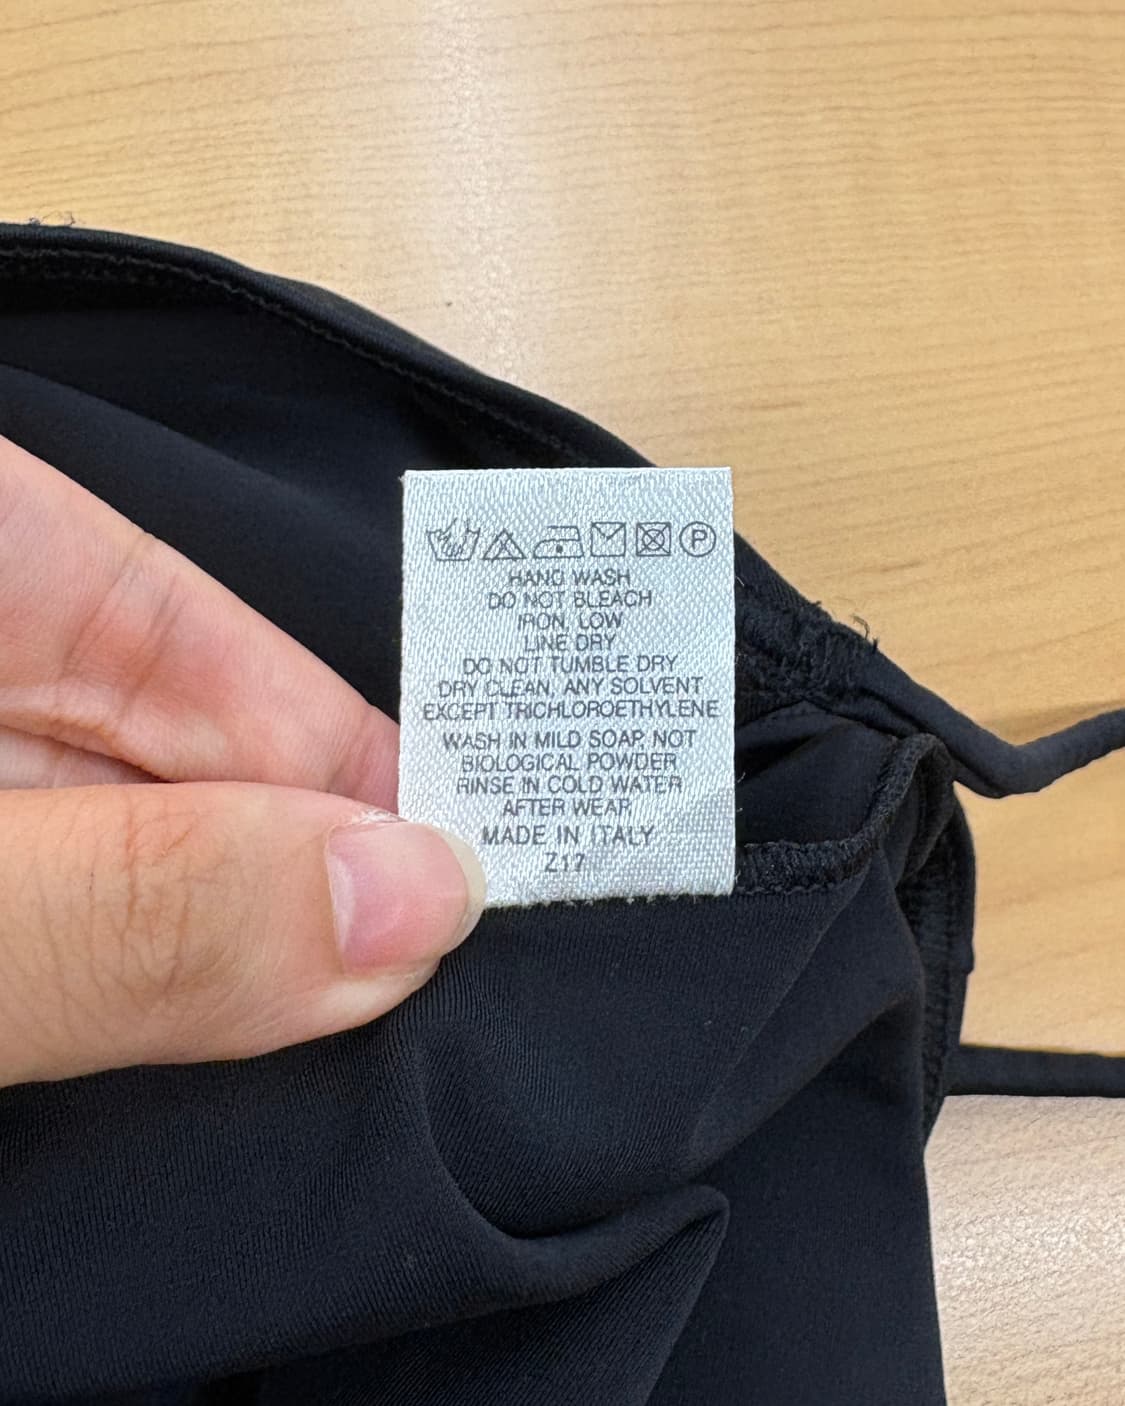 P
HAND WASH
DO NOT BLEACH
IRON, LOW
LINE DRY
DO NOT TUMBLE DRY
DRY CLEAN, ANY SOLVENT
EXCEPT TRICHLOROETHYLENE
WASH IN MILD SOAP, NOT
BIOLOGICAL POWDER
RINSE IN COLD WATER
AFTER WEAR
MADE IN ITALY
Z17